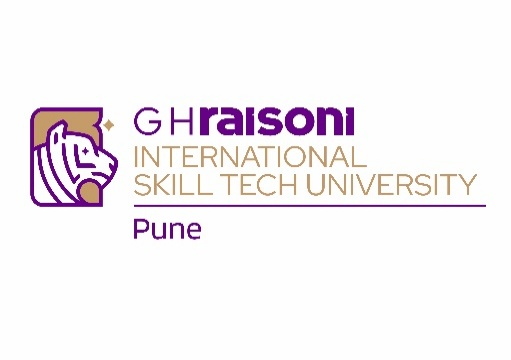 GHraisoni
INTERNATIONAL
SKILL TECH UNIVERSITY
Pune